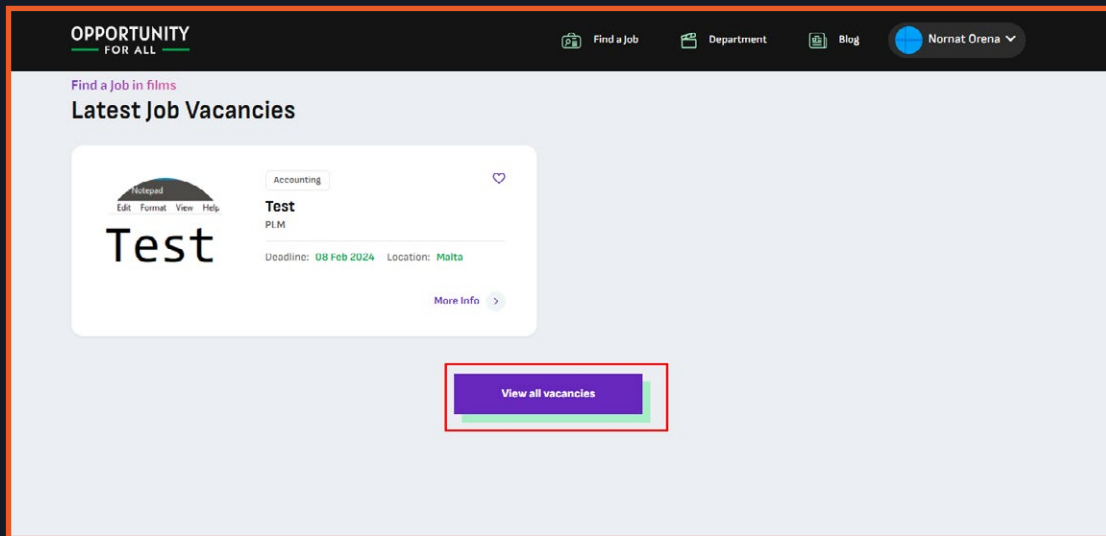 OPPORTUNITY
FOR ALL
Find a Job
Department
Blog
Nornat Orena
Find a Job in films
Latest Job Vacancies
Notepad
Edit Format View Help
Test
Accounting
Test
PLM
Deadline: 08 Feb 2024 Location: Malta
More Info
View all vacancies